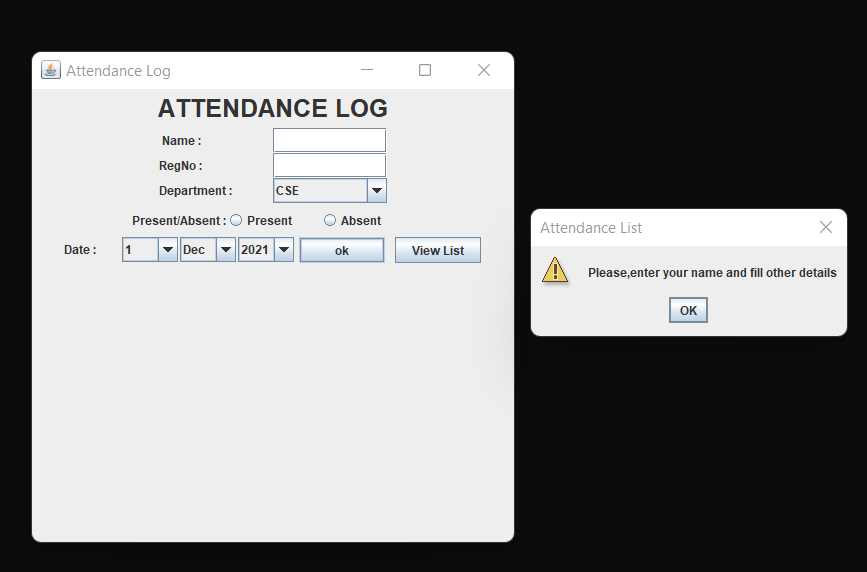 Attendance Log
ATTENDANCE LOG
Name :
RegNo :
Department : CSE
Present/Absent : Present Absent
Date : 1 Dec 2021 ok View List
Attendance List
Please,enter your name and fill other details
OK